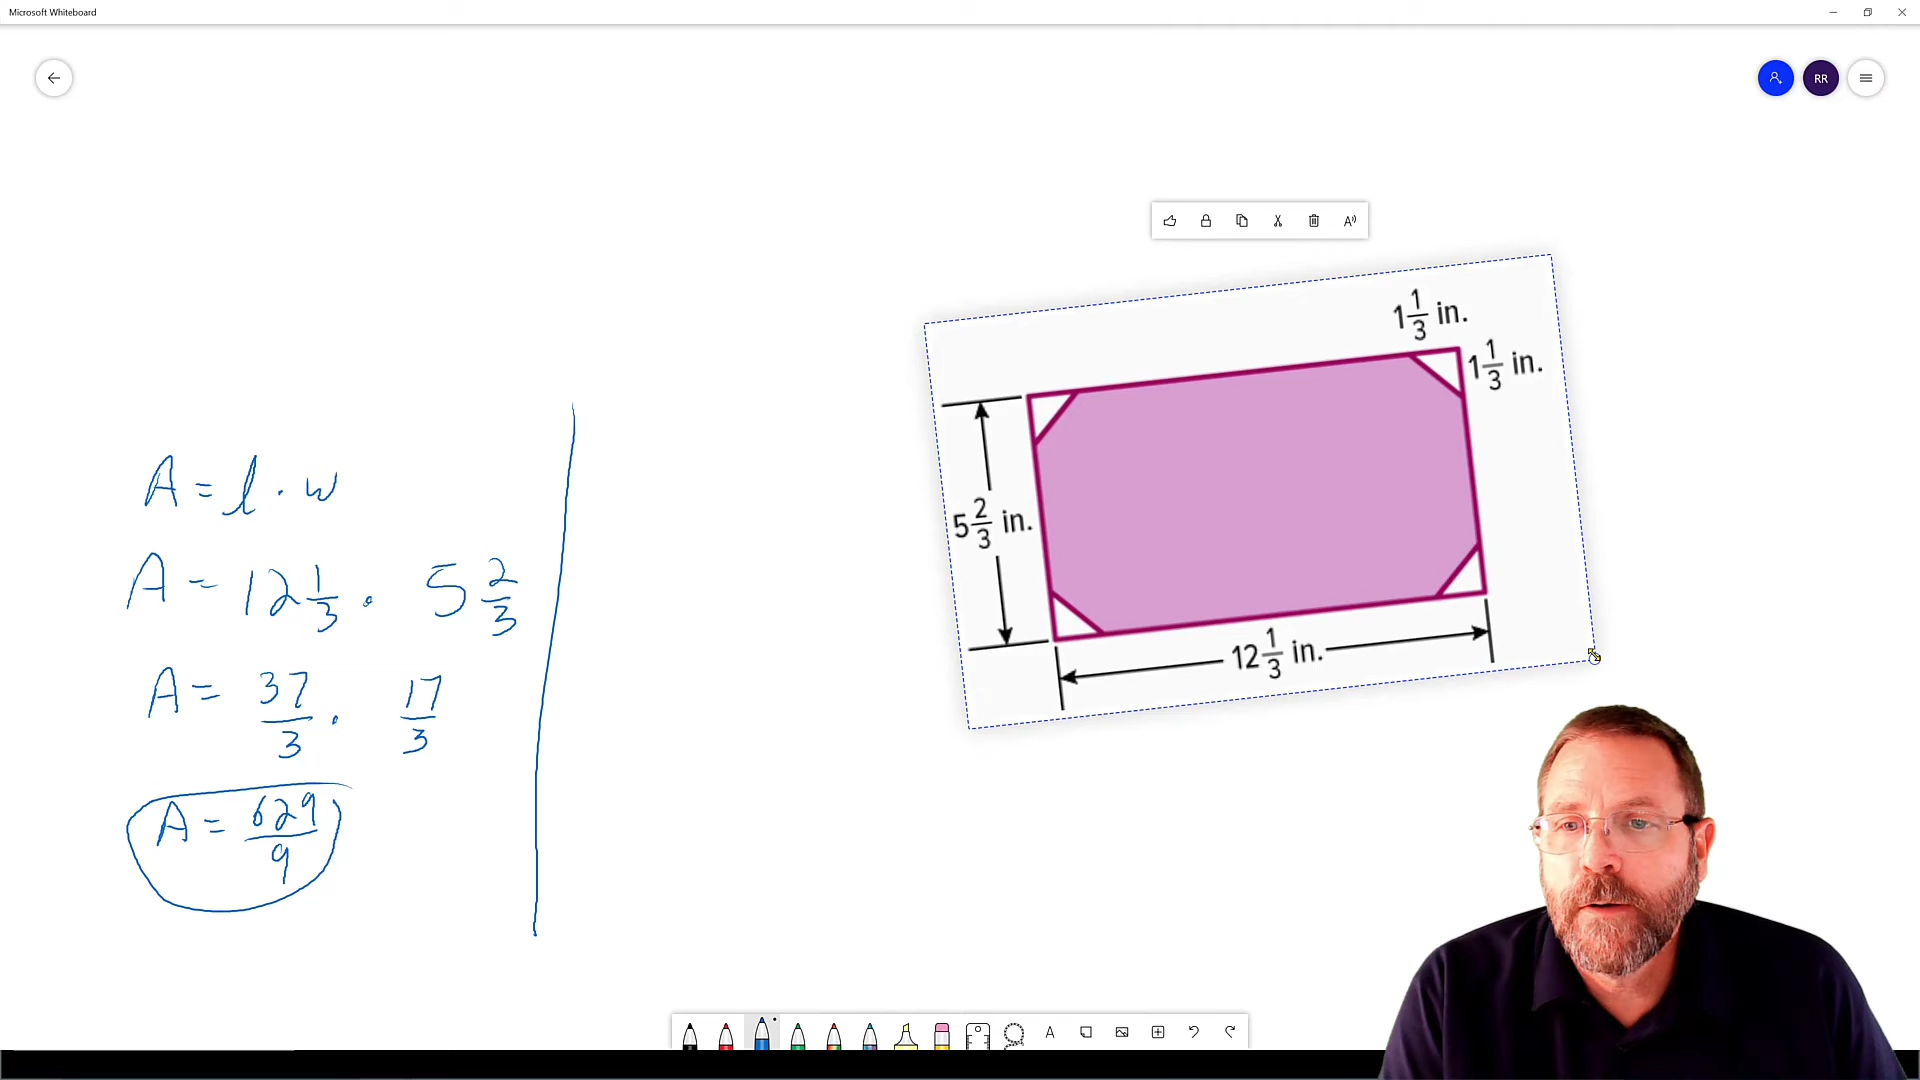 Microsoft Whiteboard
RR
A = l · w
A = 12 1/3 · 5 2/3
A = 37/3 · 17/3
A = 629/9
1 1/3 in.
1 1/3 in.
5 2/3 in.
12 1/3 in.
A